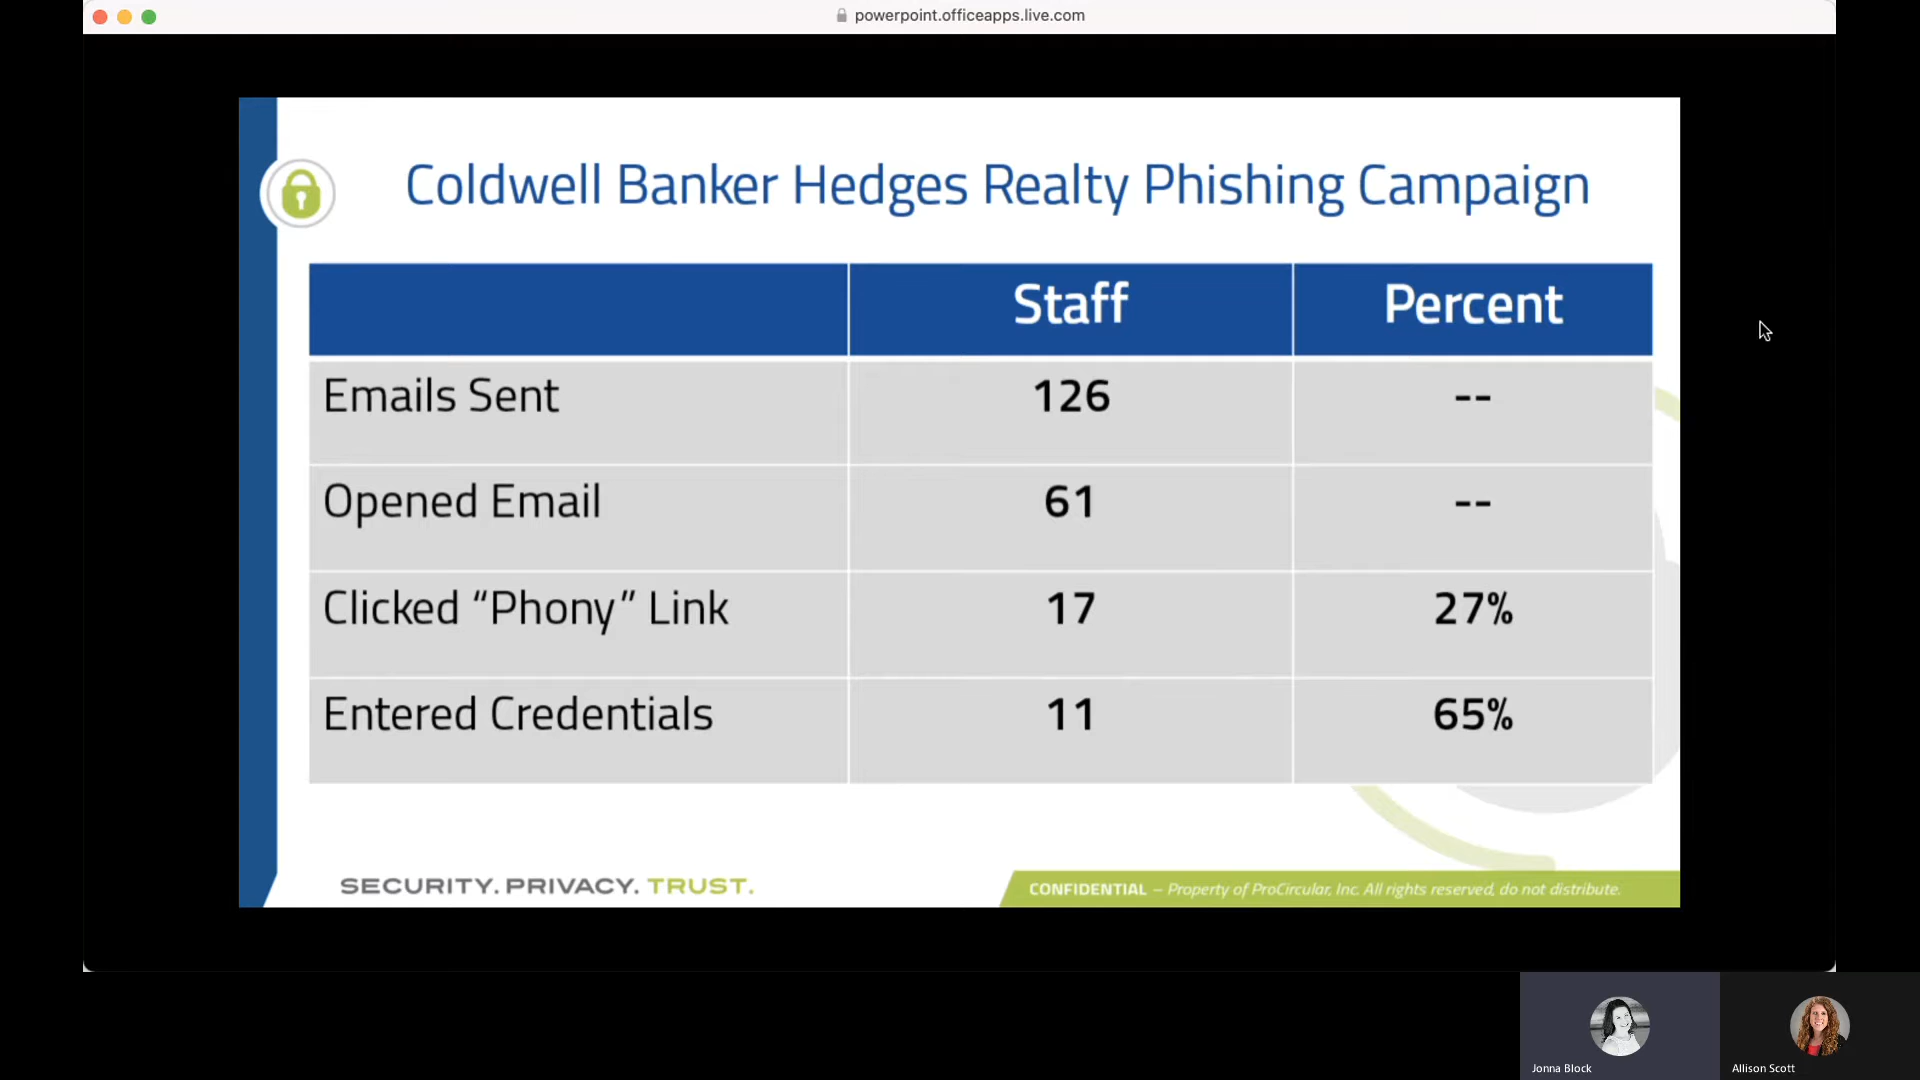 powerpoint.officeapps.live.com
Coldwell Banker Hedges Realty Phishing Campaign
Staff Percent
Emails Sent 126 --
Opened Email 61 --
Clicked “Phony” Link 17 27%
Entered Credentials 11 65%
SECURITY. PRIVACY. TRUST.
CONFIDENTIAL – Property of ProCircular, Inc. All rights reserved, do not distribute.
Jonna Block
Allison Scott